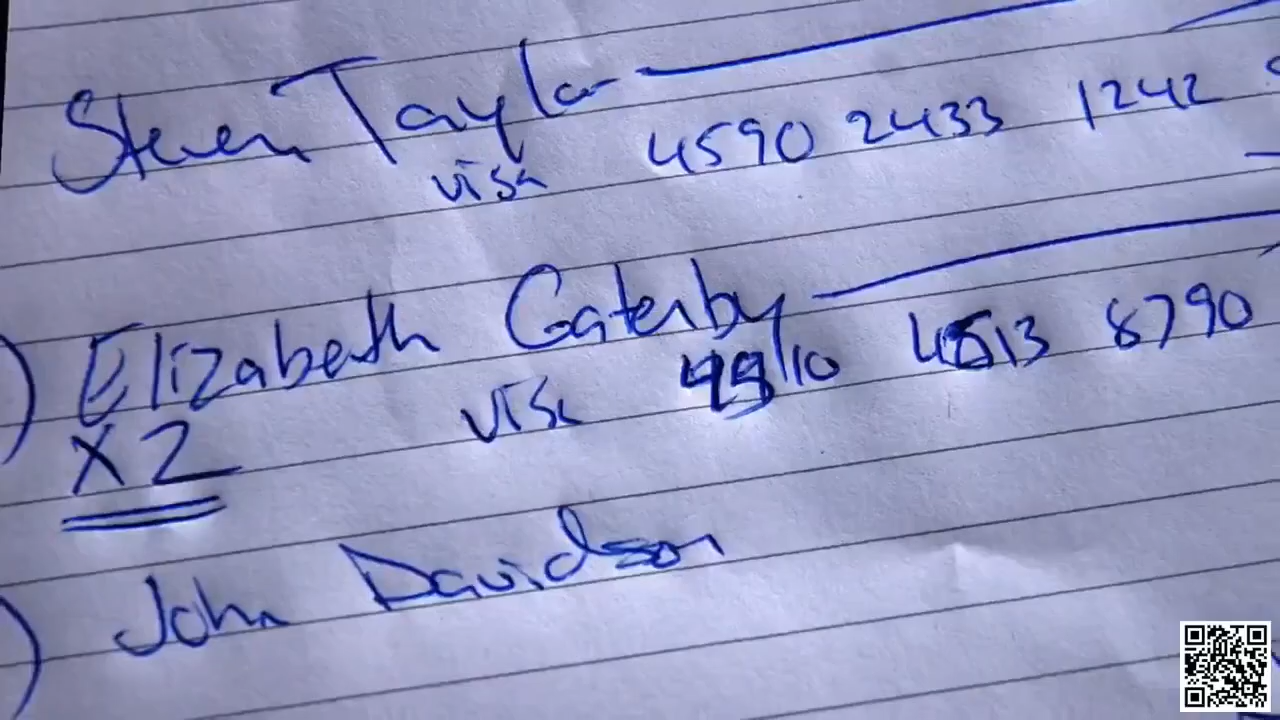 Steven Taylor
visa 4590 2433 1242
Elizabeth Gaterby
visa 8790
X2
John Davidson